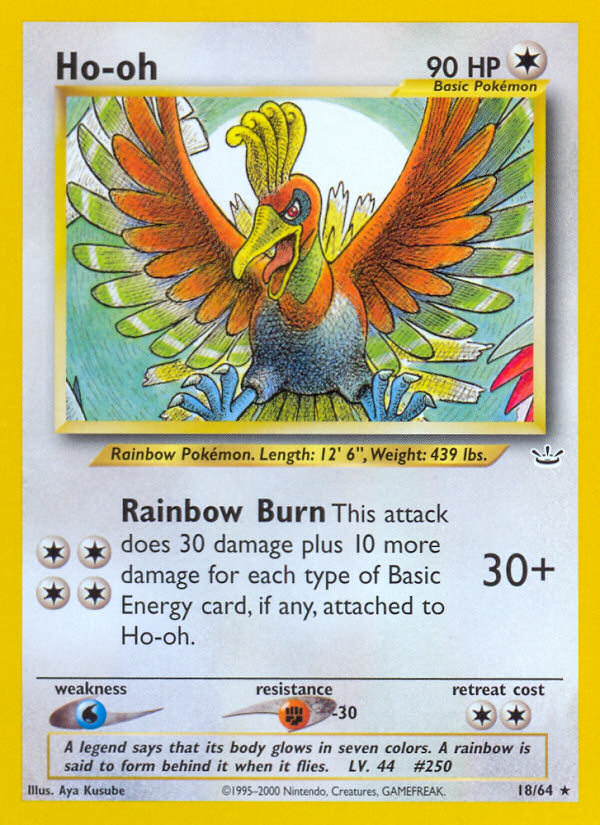 Ho-oh
90 HP
Basic Pokémon
Rainbow Pokémon. Length: 12' 6", Weight: 439 lbs.
Rainbow Burn This attack
does 30 damage plus 10 more
damage for each type of Basic
Energy card, if any, attached to
Ho-oh.
30+
weakness
resistance
retreat cost
-30
A legend says that its body glows in seven colors. A rainbow is
said to form behind it when it flies. LV. 44 #250
Illus. Aya Kusube
©1995–2000 Nintendo, Creatures, GAMEFREAK.
18/64 ★